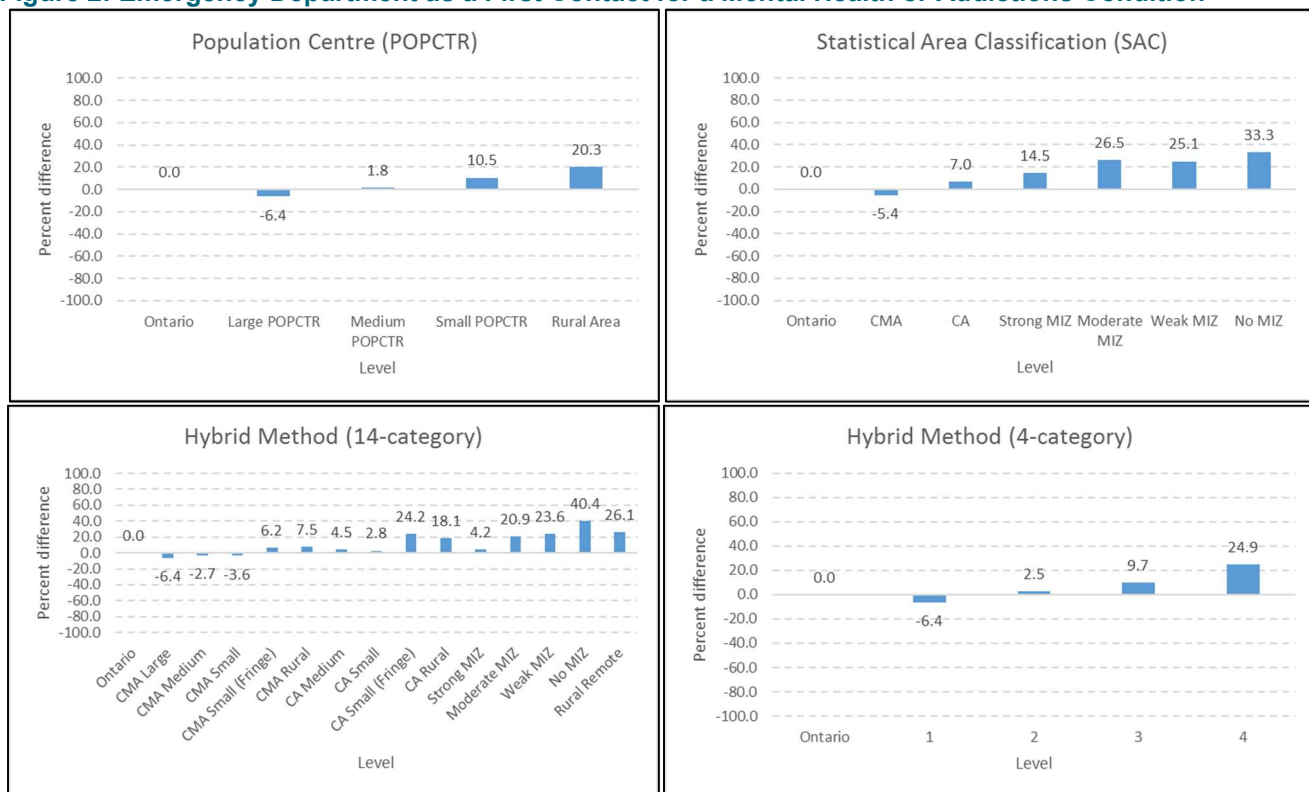 Figure 2. Emergency Department as a First Contact for a Mental Health or Addictions Condition
Population Centre (POPCTR)
100.0
80.0
60.0
40.0
20.0
0.0
-20.0
-40.0
-60.0
-80.0
-100.0
Percent difference
0.0
-6.4
1.8
10.5
20.3
Ontario
Large POPCTR
Medium
POPCTR
Small POPCTR
Rural Area
Level
Statistical Area Classification (SAC)
100.0
80.0
60.0
40.0
20.0
0.0
-20.0
-40.0
-60.0
-80.0
-100.0
Percent difference
0.0
-5.4
7.0
14.5
26.5
25.1
33.3
Ontario
CMA
CA
Strong MIZ
Moderate
MIZ
Weak MIZ
No MIZ
Level
Hybrid Method (14-category)
100.0
80.0
60.0
40.0
20.0
0.0
-20.0
-40.0
-60.0
-80.0
-100.0
Percent difference
0.0
-6.4
-2.7
-3.6
6.2
7.5
4.5
2.8
24.2
18.1
4.2
20.9
23.6
40.4
26.1
Ontario
CMA Large
CMA Medium
CMA Small
CMA Small (Fringe)
CMA Rural
CA Medium
CA Small
CA Small (Fringe)
CA Rural
Strong MIZ
Moderate MIZ
Weak MIZ
No MIZ
Rural Remote
Level
Hybrid Method (4-category)
100.0
80.0
60.0
40.0
20.0
0.0
-20.0
-40.0
-60.0
-80.0
-100.0
Percent difference
0.0
-6.4
2.5
9.7
24.9
Ontario
1
2
3
4
Level